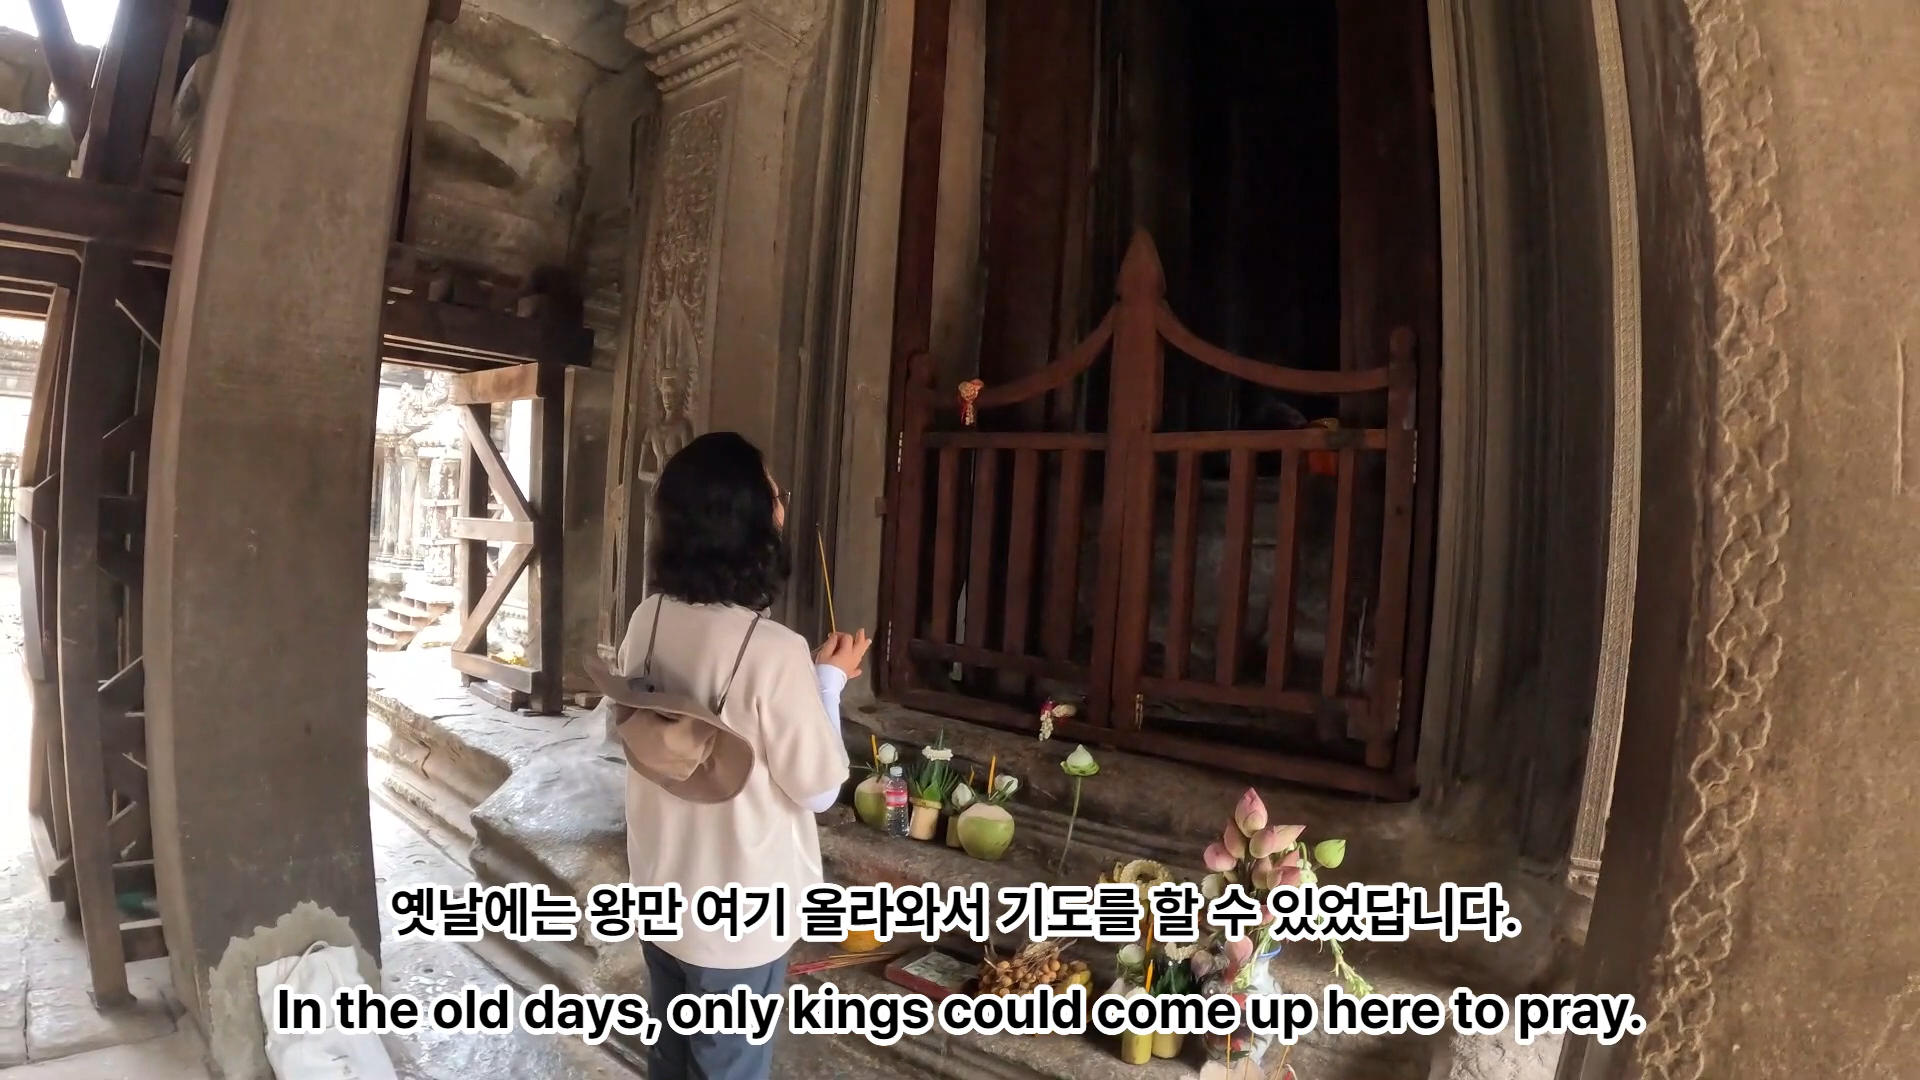 옛날에는 왕만 여기 올라와서 기도를 할 수 있었답니다.
In the old days, only kings could come up here to pray.